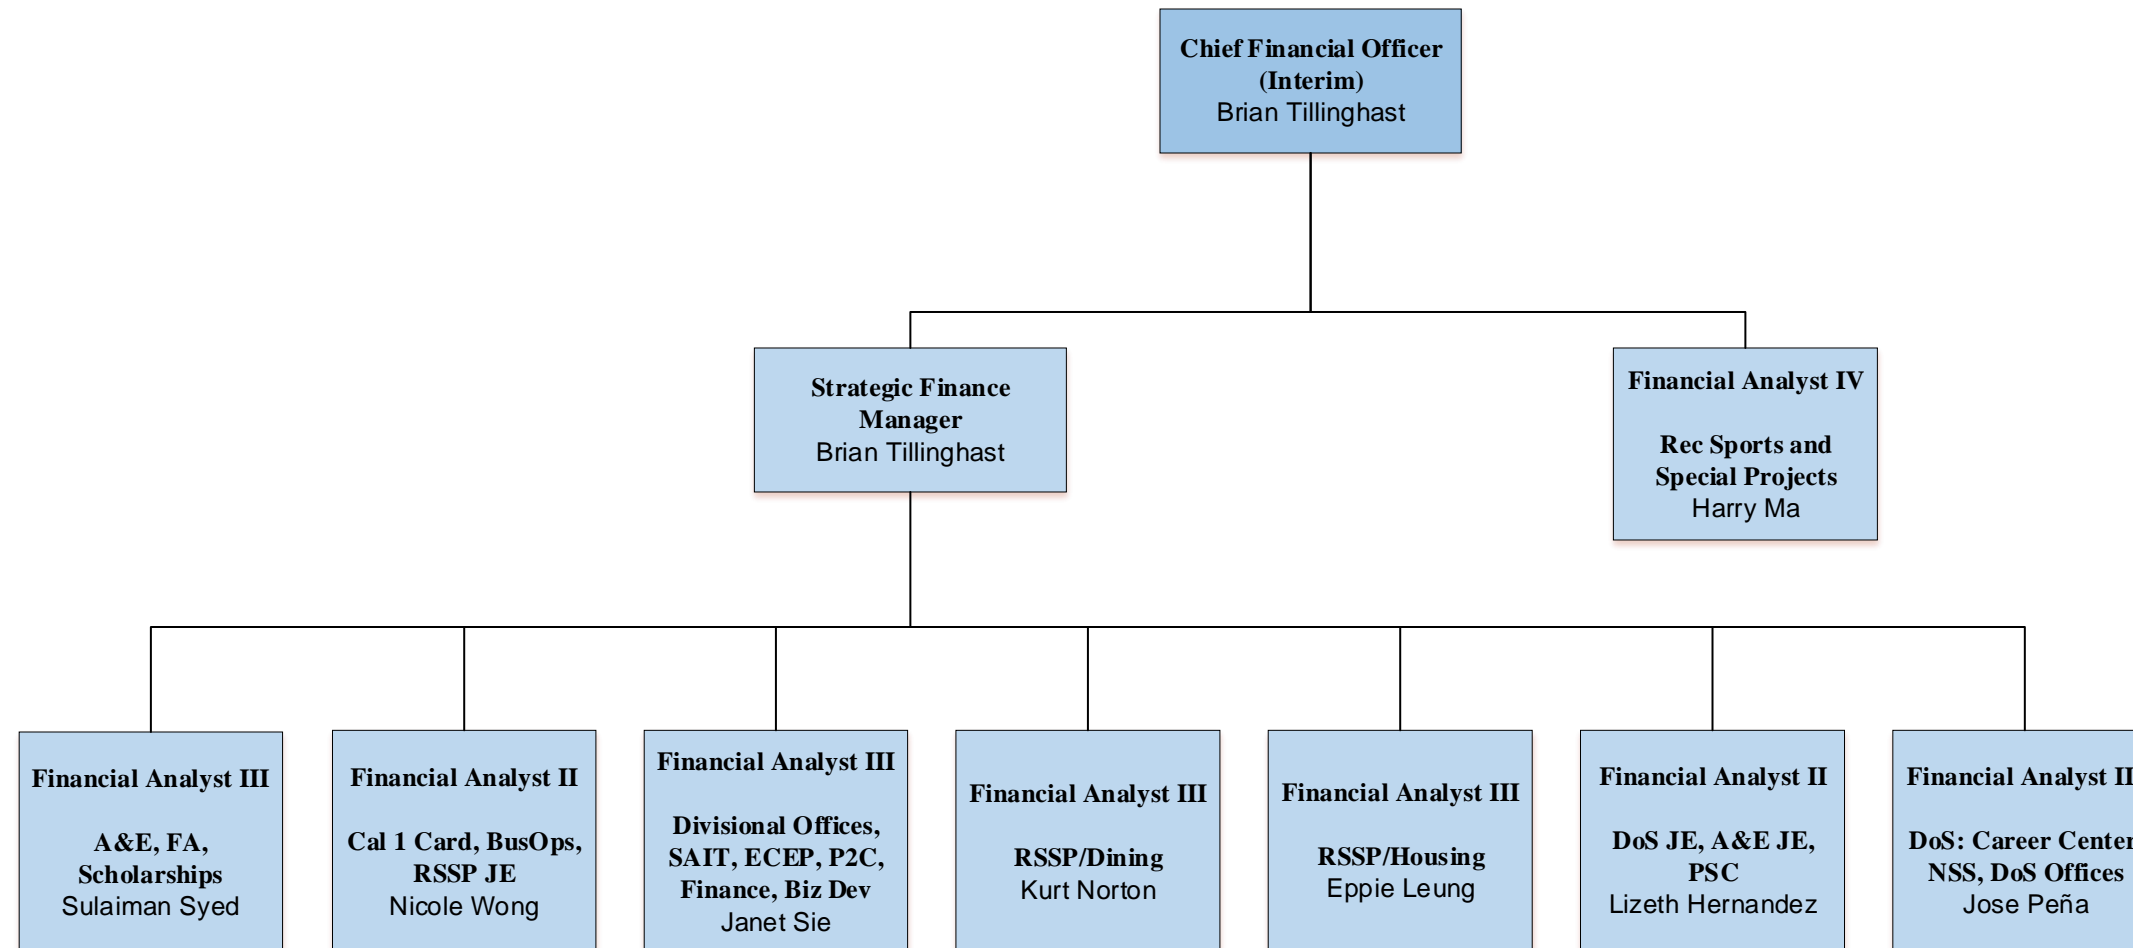 Chief Financial Officer
(Interim)
Brian Tillinghast
Strategic Finance
Manager
Brian Tillinghast
Financial Analyst IV
Rec Sports and
Special Projects
Harry Ma
Financial Analyst III
A&E, FA,
Scholarships
Sulaiman Syed
Financial Analyst II
Cal 1 Card, BusOps,
RSSP JE
Nicole Wong
Financial Analyst III
Divisional Offices,
SAIT, ECEP, P2C,
Finance, Biz Dev
Janet Sie
Financial Analyst III
RSSP/Dining
Kurt Norton
Financial Analyst III
RSSP/Housing
Eppie Leung
Financial Analyst II
DoS JE, A&E JE,
PSC
Lizeth Hernandez
Financial Analyst
DoS: Career Center
NSS, DoS Offices
Jose Peña